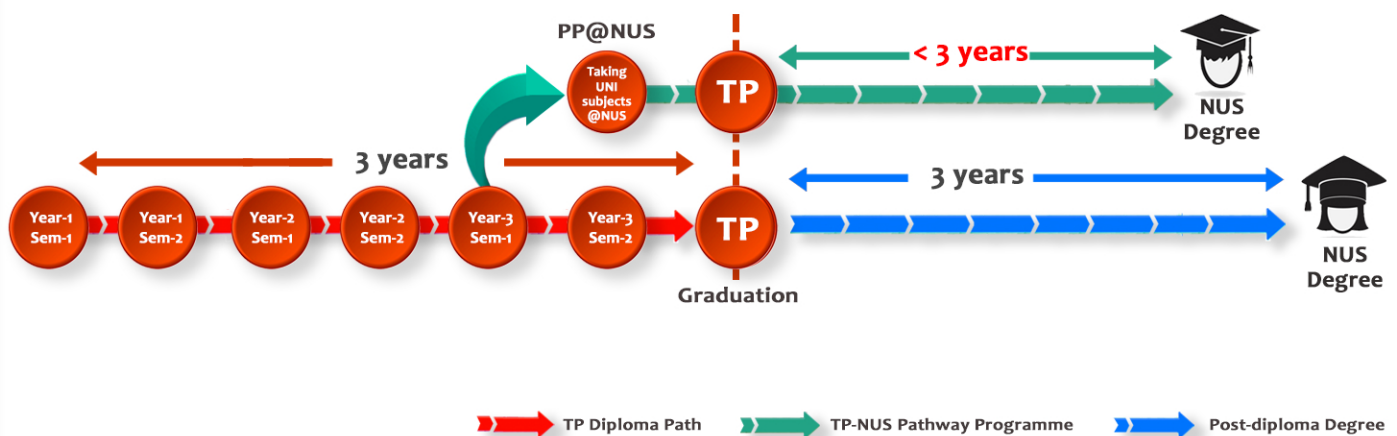 PP@NUS
Taking
UNI
subjects
@NUS
TP
< 3 years
NUS
Degree
3 years
3 years
Year-1
Sem-1
Year-1
Sem-2
Year-2
Sem-1
Year-2
Sem-2
Year-3
Sem-1
Year-3
Sem-2
TP
Graduation
NUS
Degree
TP Diploma Path
TP-NUS Pathway Programme
Post-diploma Degree